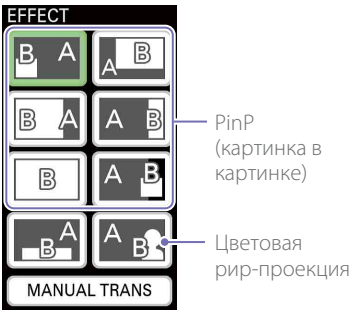 EFFECT
B A
A B
B A
A B
B
A B
B A
A B
MANUAL TRANS
PinP
(картинка в
картинке)
Цветовая
рир-проекция